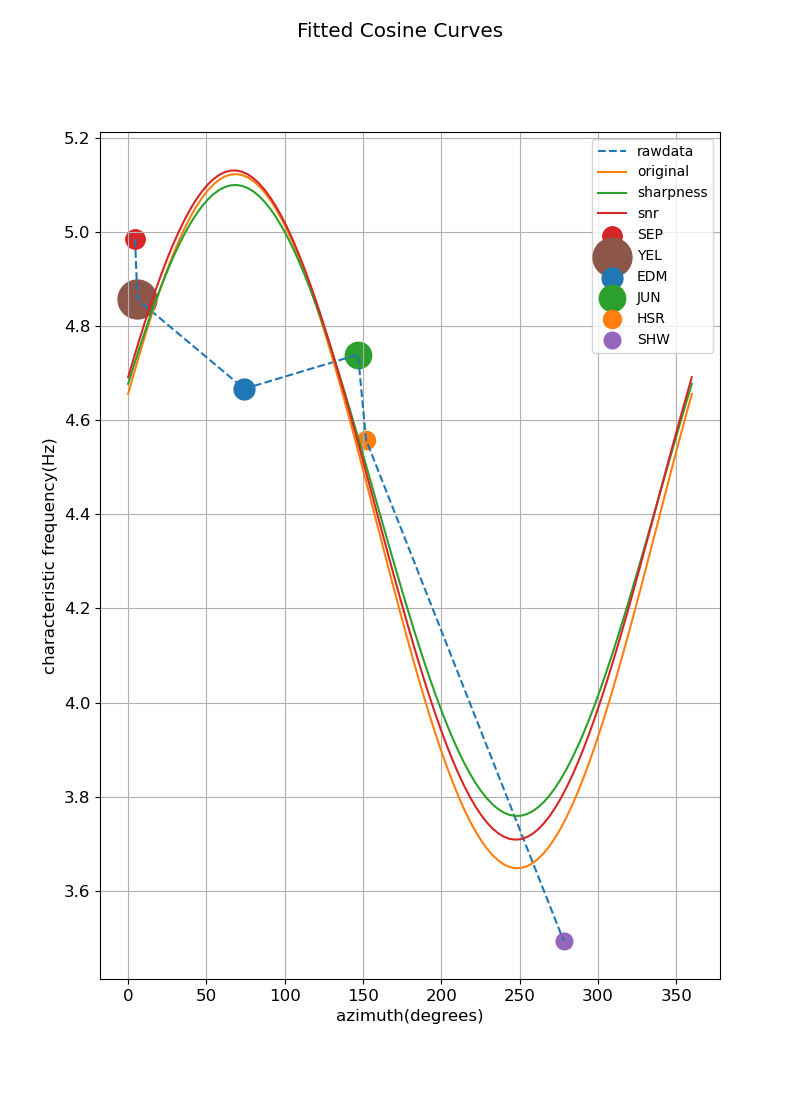 Fitted Cosine Curves
5.2
5.0
4.8
4.6
4.4
4.2
4.0
3.8
3.6
characteristic frequency(Hz)
rawdata
original
sharpness
snr
SEP
YEL
EDM
JUN
HSR
SHW
0 50 100 150 200 250 300 350
azimuth(degrees)